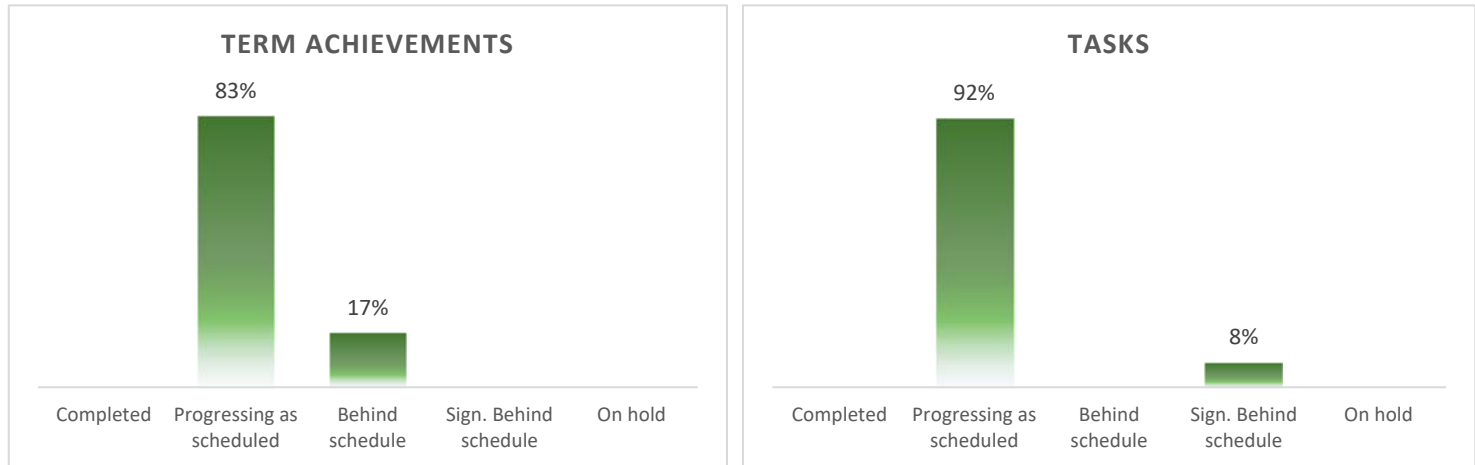 TERM ACHIEVEMENTS
83%
17%
Completed
Progressing as
scheduled
Behind
schedule
Sign. Behind
schedule
On hold
TASKS
92%
8%
Completed
Progressing as
scheduled
Behind
schedule
Sign. Behind
schedule
On hold